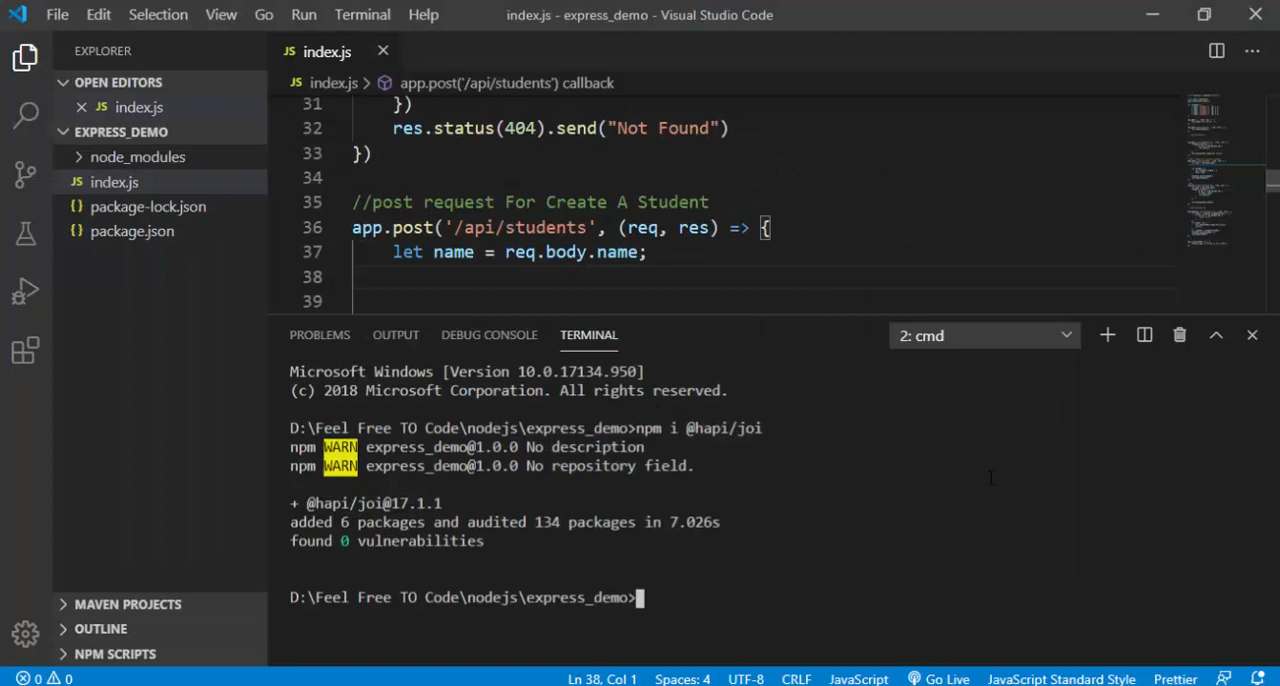 File Edit Selection View Go Run Terminal Help index.js - express_demo - Visual Studio Code
EXPLORER
OPEN EDITORS
JS index.js
EXPRESS_DEMO
node_modules
JS index.js
{} package-lock.json
{} package.json
MAVEN PROJECTS
OUTLINE
NPM SCRIPTS
JS index.js
JS index.js > app.post('/api/students') callback
31 })
32 res.status(404).send("Not Found")
33 })
34
35 //post request For Create A Student
36 app.post('/api/students', (req, res) => {
37 let name = req.body.name;
38
39
PROBLEMS OUTPUT DEBUG CONSOLE TERMINAL 2: cmd
Microsoft Windows [Version 10.0.17134.950]
(c) 2018 Microsoft Corporation. All rights reserved.
D:\Feel Free TO Code\nodejs\express_demo>npm i @hapi/joi
npm WARN express_demo@1.0.0 No description
npm WARN express_demo@1.0.0 No repository field.
+ @hapi/joi@17.1.1
added 6 packages and audited 134 packages in 7.026s
found 0 vulnerabilities
D:\Feel Free TO Code\nodejs\express_demo>
0 0 Ln 38, Col 1 Spaces: 4 UTF-8 CRLF JavaScript Go Live JavaScript Standard Style Prettier